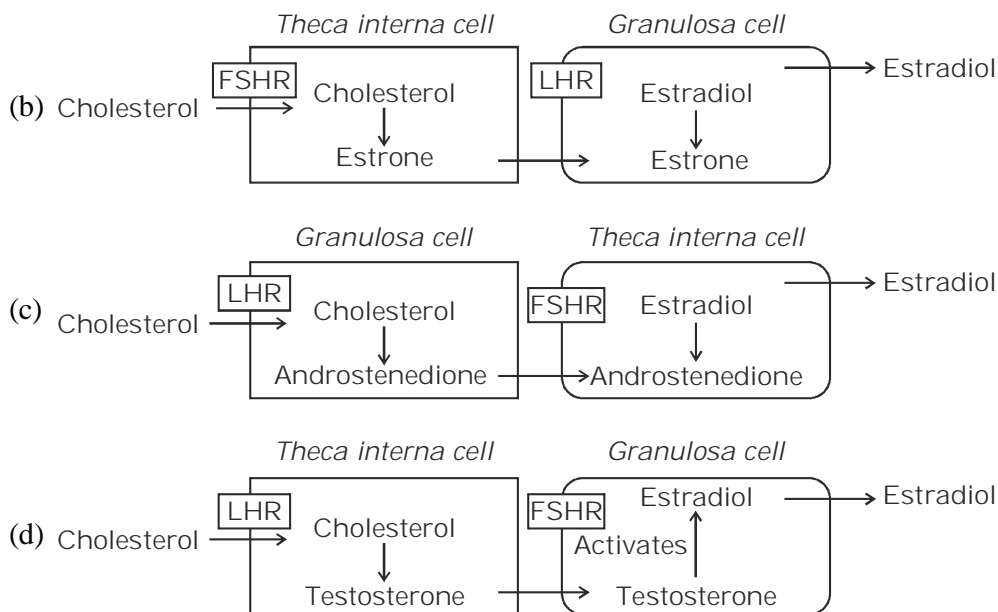 Theca interna cell Granulosa cell
FSHR LHR Estradiol
(b) Cholesterol Cholesterol Estradiol
Estrone Estrone
Granulosa cell Theca interna cell
LHR FSHR Estradiol
(c) Cholesterol Cholesterol Estradiol
Androstenedione Androstenedione
Theca interna cell Granulosa cell
LHR FSHR Estradiol Estradiol
(d) Cholesterol Cholesterol Activates
Testosterone Testosterone